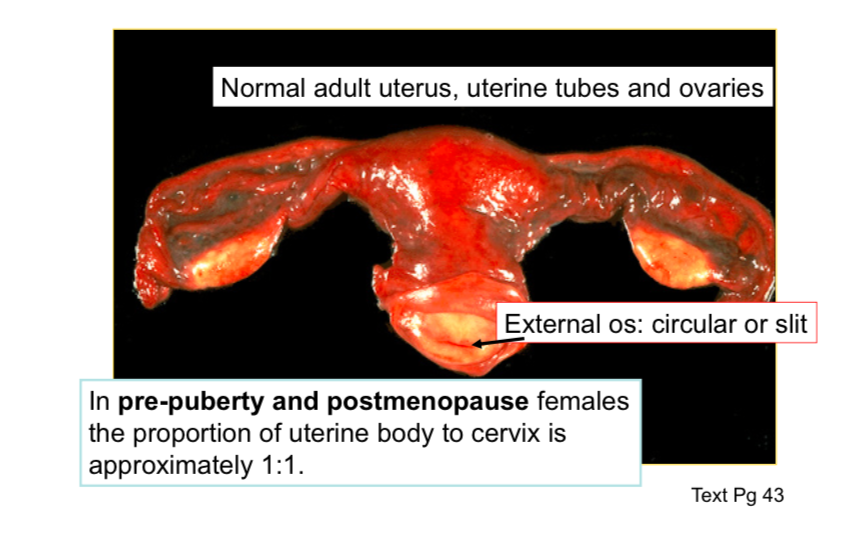 Normal adult uterus, uterine tubes and ovaries
External os: circular or slit
In pre-puberty and postmenopause females
the proportion of uterine body to cervix is
approximately 1:1.
Text Pg 43